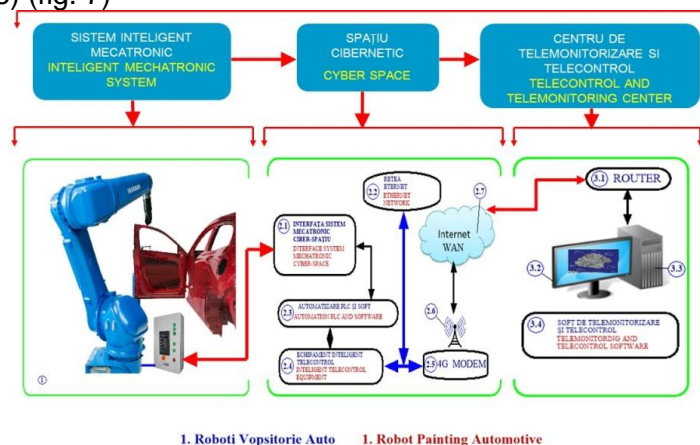 (fig. 7)
SISTEM INTELIGENT
MECATRONIC
INTELIGENT MECHATRONIC
SYSTEM
SPAȚIU
CIBERNETIC
CYBER SPACE
CENTRU DE
TELEMONITORIZARE SI
TELECONTROL
TELECONTROL AND
TELEMONITORING CENTER
1
2.1
INTERFAȚA SISTEM
MECATRONIC
CIBER-SPAȚIU
INTERFACE SYSTEM
MECHATRONIC
CYBER-SPACE
2.2
RETEA
ETERNET
ETHERNET
NETWORK
2.3
AUTOMATIZARE PLC ȘI SOFT
AUTOMATION PLC AND SOFTWARE
2.4
ECHIPAMENT INTELIGENT
TELECONTROL
INTELIGENT TELECONTROL
EQUIPMENT
2.7
Internet
WAN
2.6
2.5 4G MODEM
3.1 ROUTER
3.2
3.3
3.4
SOFT DE TELEMONITORIZARE
ȘI TELECONTROL
TELEMONITORING AND
TELECONTROL SOFTWARE
1. Roboti Vopsitorie Auto 1. Robot Painting Automotive